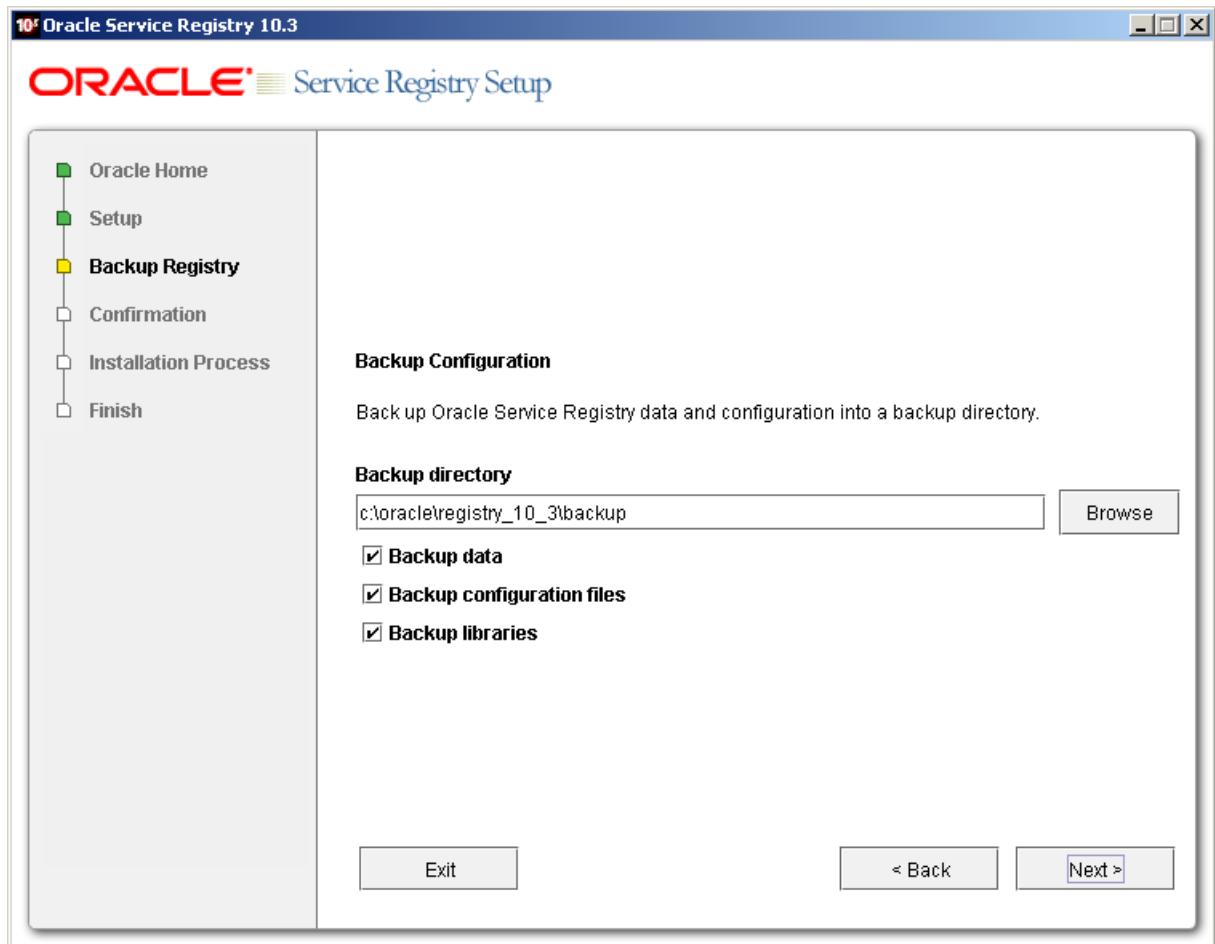 10g Oracle Service Registry 10.3
ORACLE Service Registry Setup
Oracle Home
Setup
Backup Registry
Confirmation
Installation Process
Finish
Backup Configuration
Back up Oracle Service Registry data and configuration into a backup directory.
Backup directory
c:\oracle\registry_10_3\backup
Browse
Backup data
Backup configuration files
Backup libraries
Exit
< Back
Next >